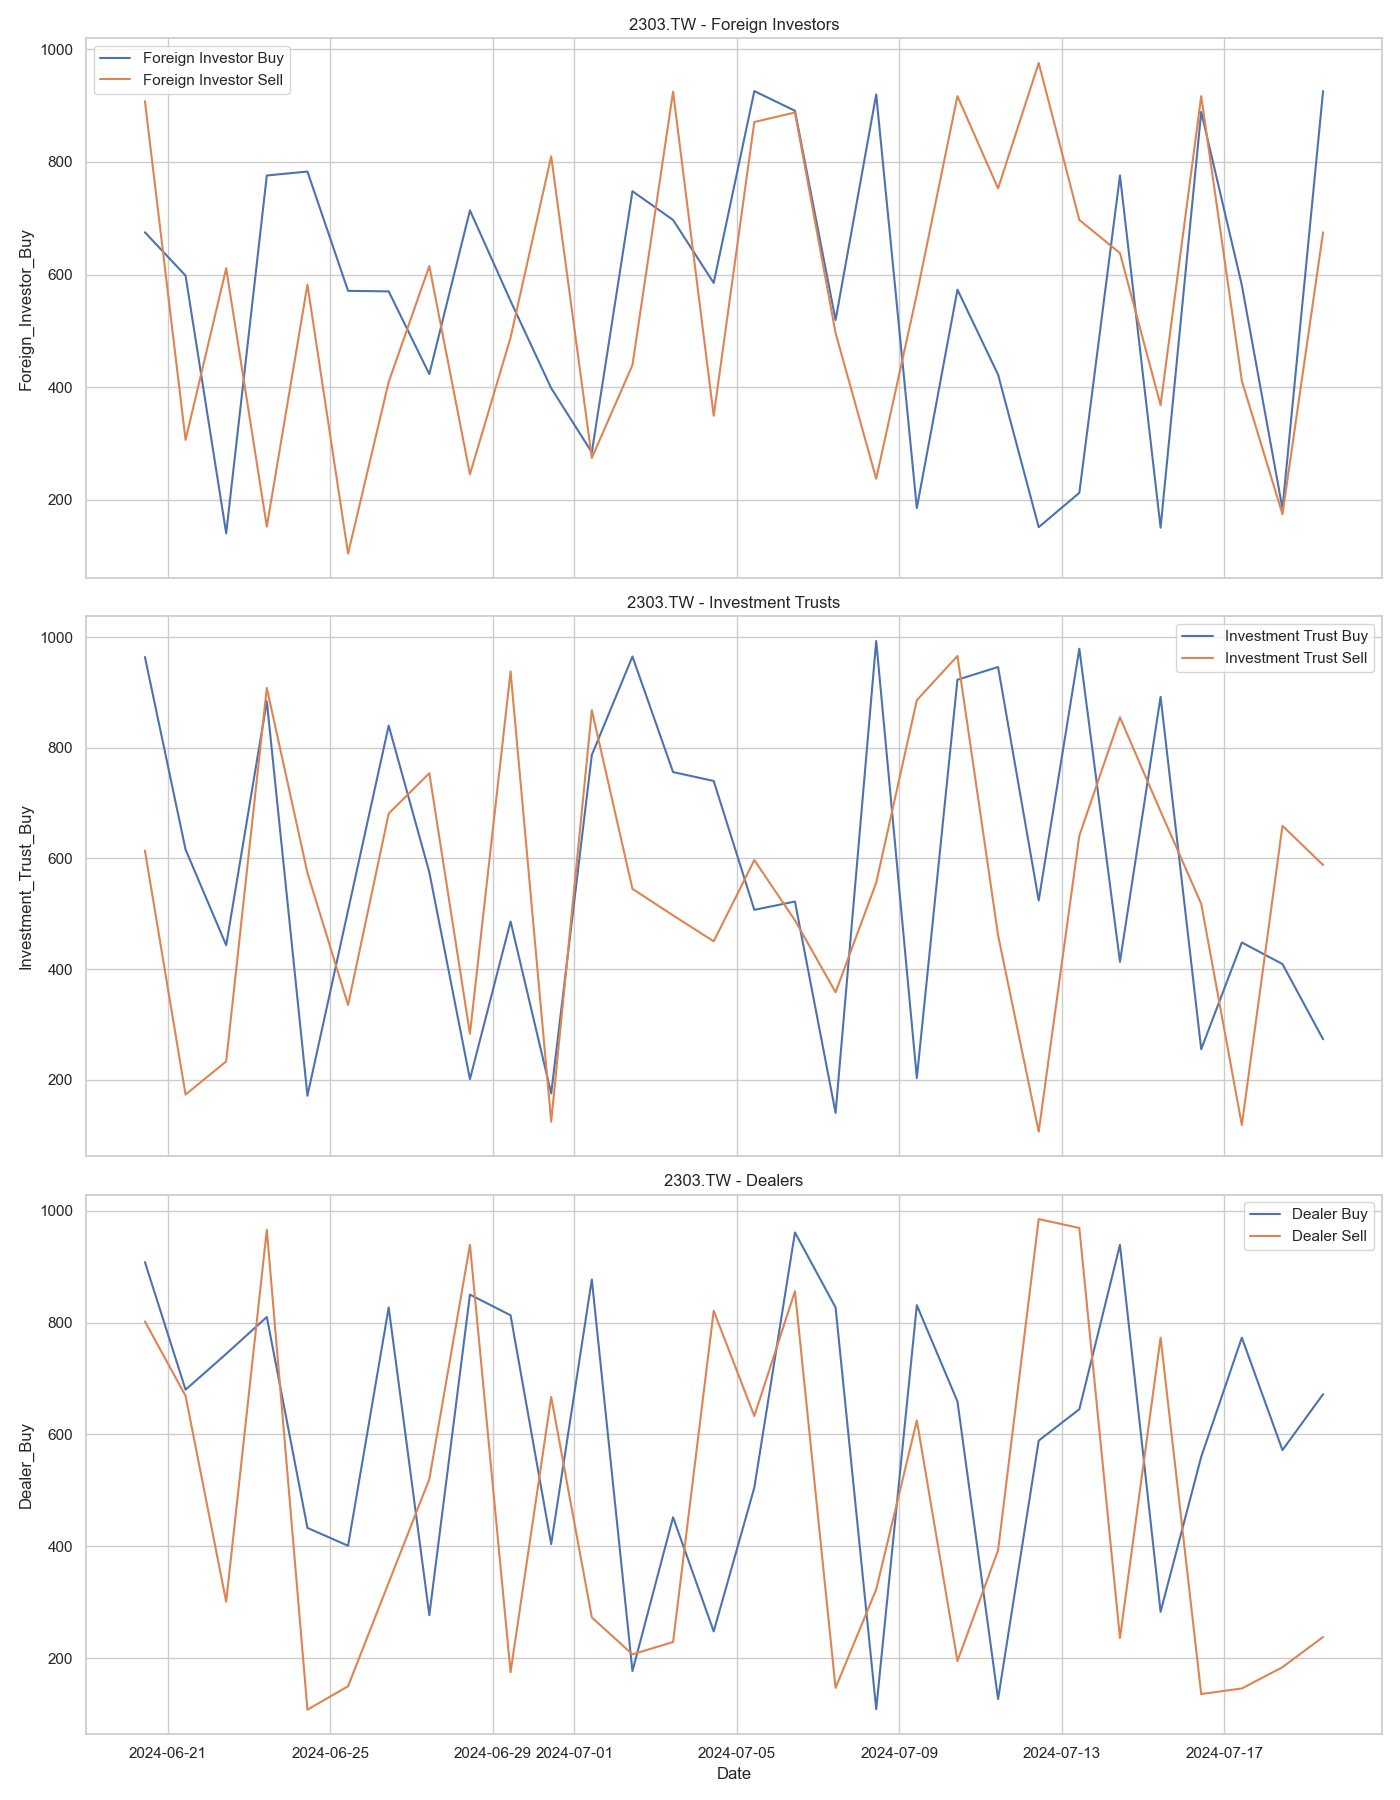 2303.TW - Foreign Investors
Foreign Investor Buy
Foreign Investor Sell
Foreign_Investor_Buy
1000
800
600
400
200
2303.TW - Investment Trusts
Investment Trust Buy
Investment Trust Sell
Investment_Trust_Buy
1000
800
600
400
200
2303.TW - Dealers
Dealer Buy
Dealer Sell
Dealer_Buy
1000
800
600
400
200
2024-06-21 2024-06-25 2024-06-29 2024-07-01 2024-07-05 2024-07-09 2024-07-13 2024-07-17
Date